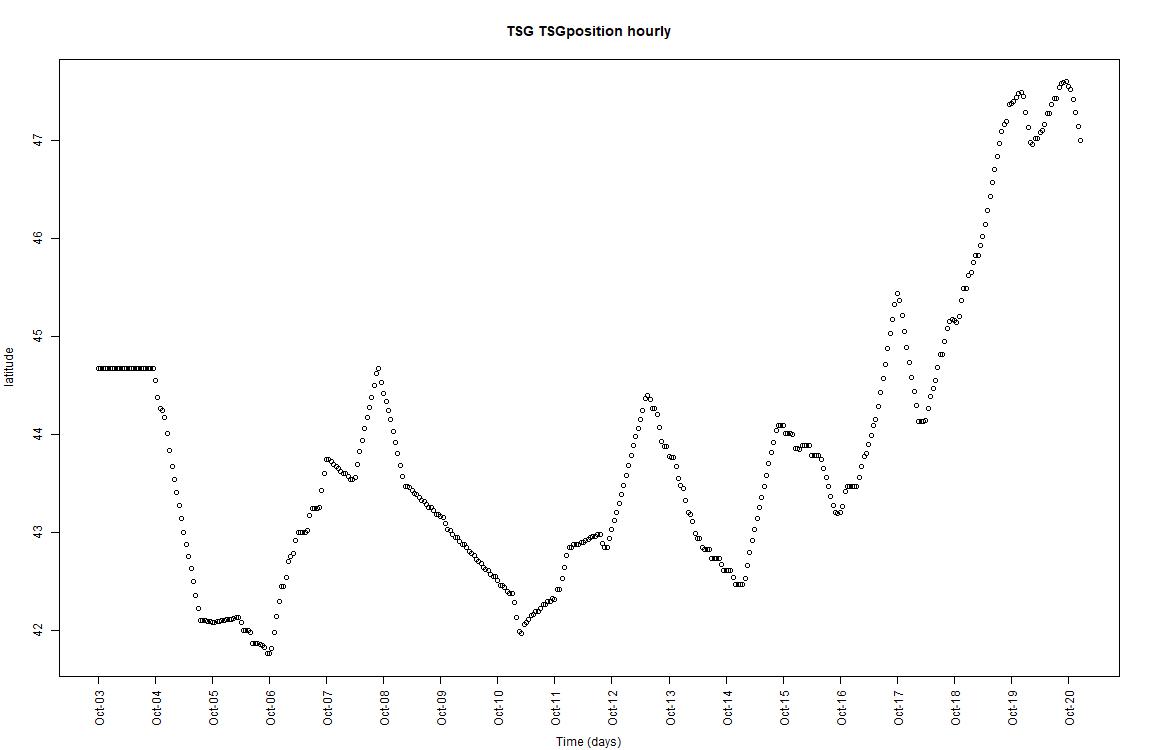 TSG TSGposition hourly
latitude
47
46
45
44
43
42
Oct-03
Oct-04
Oct-05
Oct-06
Oct-07
Oct-08
Oct-09
Oct-10
Oct-11
Oct-12
Oct-13
Oct-14
Oct-15
Oct-16
Oct-17
Oct-18
Oct-19
Oct-20
Time (days)